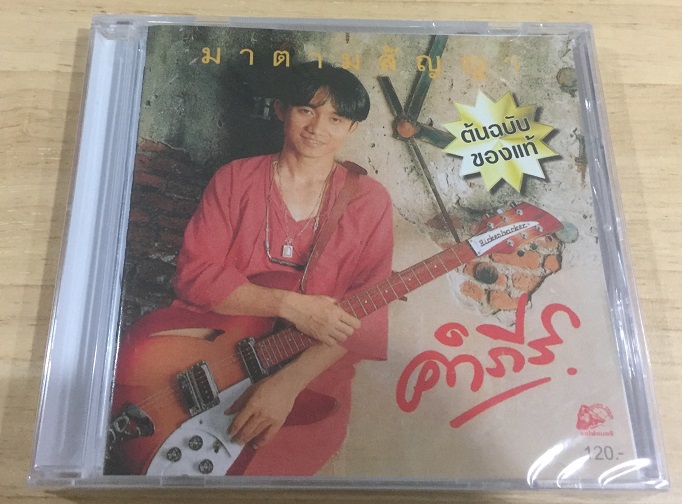 มาตามสัญญา
ต้นฉบับ
ของแท้
Rickenbacker
คัมภีร์
120.-